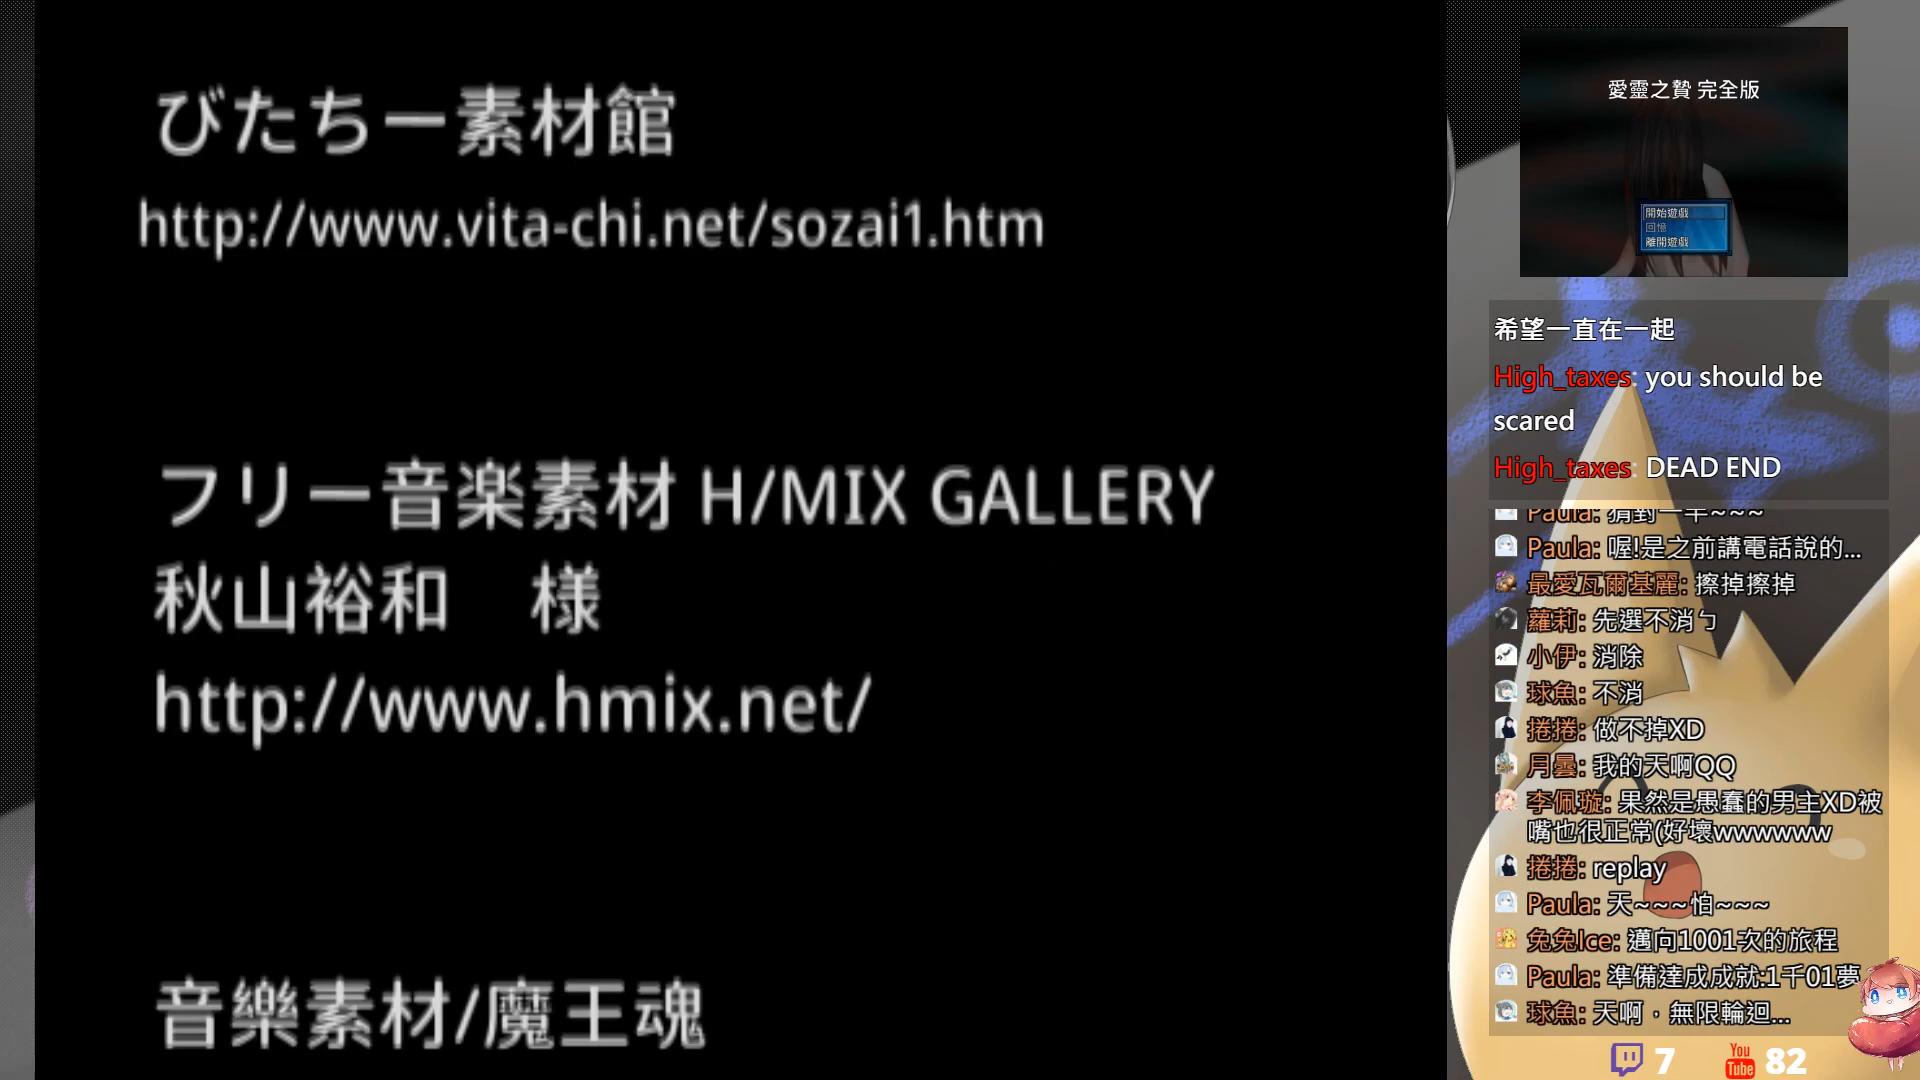 びたちー素材館
http://www.vita-chi.net/sozai1.htm
フリー音楽素材 H/MIX GALLERY
秋山裕和　様
http://www.hmix.net/
音樂素材/魔王魂
愛靈之贄 完全版
開始遊戲
回憶
離開遊戲
希望一直在一起
High_taxes: you should be
scared
High_taxes: DEAD END
Paula: 猜對一半~~~
Paula: 喔!是之前講電話說的...
最愛瓦爾基麗: 擦掉擦掉
蘿莉: 先選不消ㄅ
小伊: 消除
球魚: 不消
捲捲: 做不掉XD
月曇: 我的天啊QQ
李佩璇: 果然是愚蠢的男主XD被
嘴也很正常(好壞wwwwww
捲捲: replay
Paula: 天~~~怕~~~
兔兔Ice: 邁向1001次的旅程
Paula: 準備達成成就:1千01夢
球魚: 天啊，無限輪迴...
7
You
Tube
82